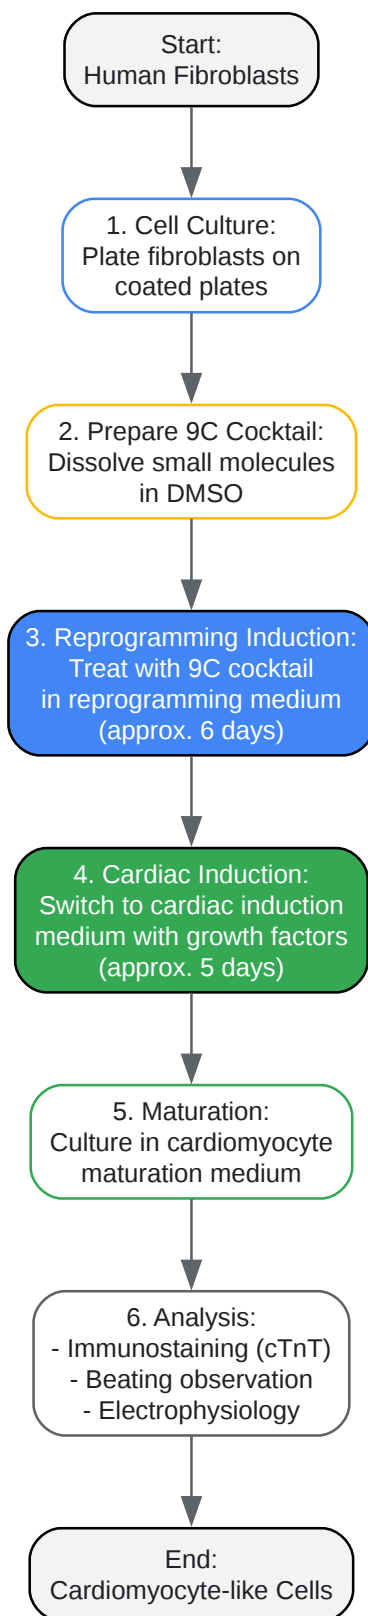 Start:
Human Fibroblasts
1. Cell Culture:
Plate fibroblasts on
coated plates
2. Prepare 9C Cocktail:
Dissolve small molecules
in DMSO
3. Reprogramming Induction:
Treat with 9C cocktail
in reprogramming medium
(approx. 6 days)
4. Cardiac Induction:
Switch to cardiac induction
medium with growth factors
(approx. 5 days)
5. Maturation:
Culture in cardiomyocyte
maturation medium
6. Analysis:
- Immunostaining (cTnT)
- Beating observation
- Electrophysiology
End:
Cardiomyocyte-like Cells